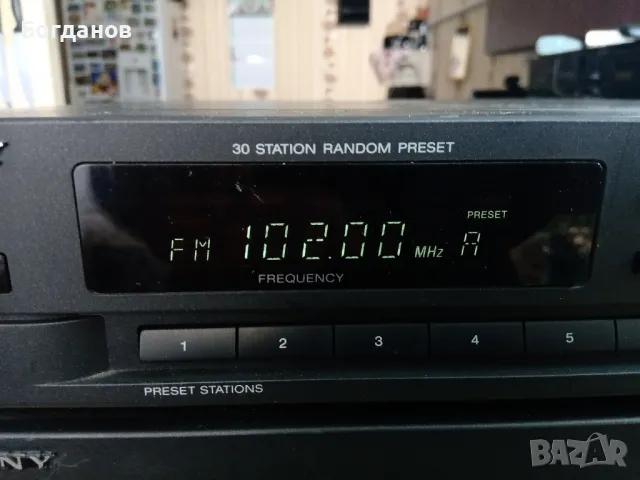 Богданов
30 STATION RANDOM PRESET
PRESET
FM 102.00 MHz A
FREQUENCY
1 2 3 4 5
PRESET STATIONS
NY
BAZAR